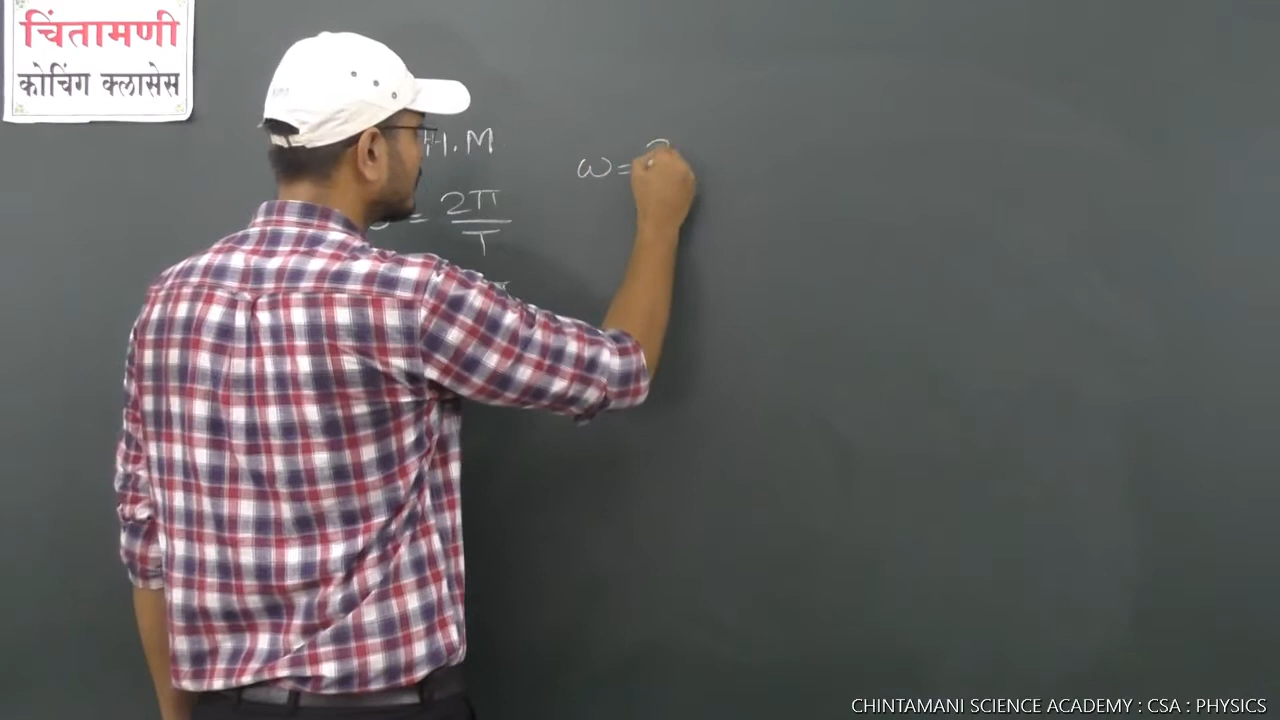 चिंतामणी
कोचिंग क्लासेस
H.M
= 2π
T
ω =
CHINTAMANI SCIENCE ACADEMY : CSA : PHYSICS